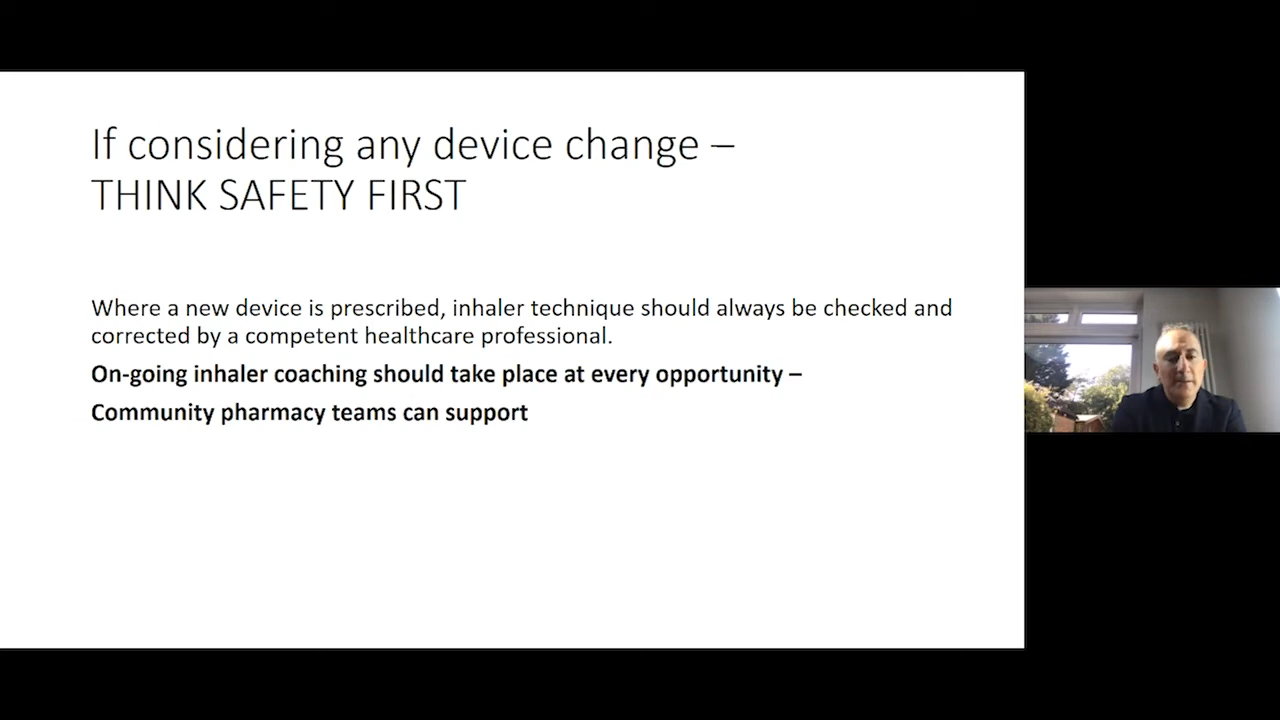 If considering any device change –
THINK SAFETY FIRST
Where a new device is prescribed, inhaler technique should always be checked and
corrected by a competent healthcare professional.
On-going inhaler coaching should take place at every opportunity –
Community pharmacy teams can support